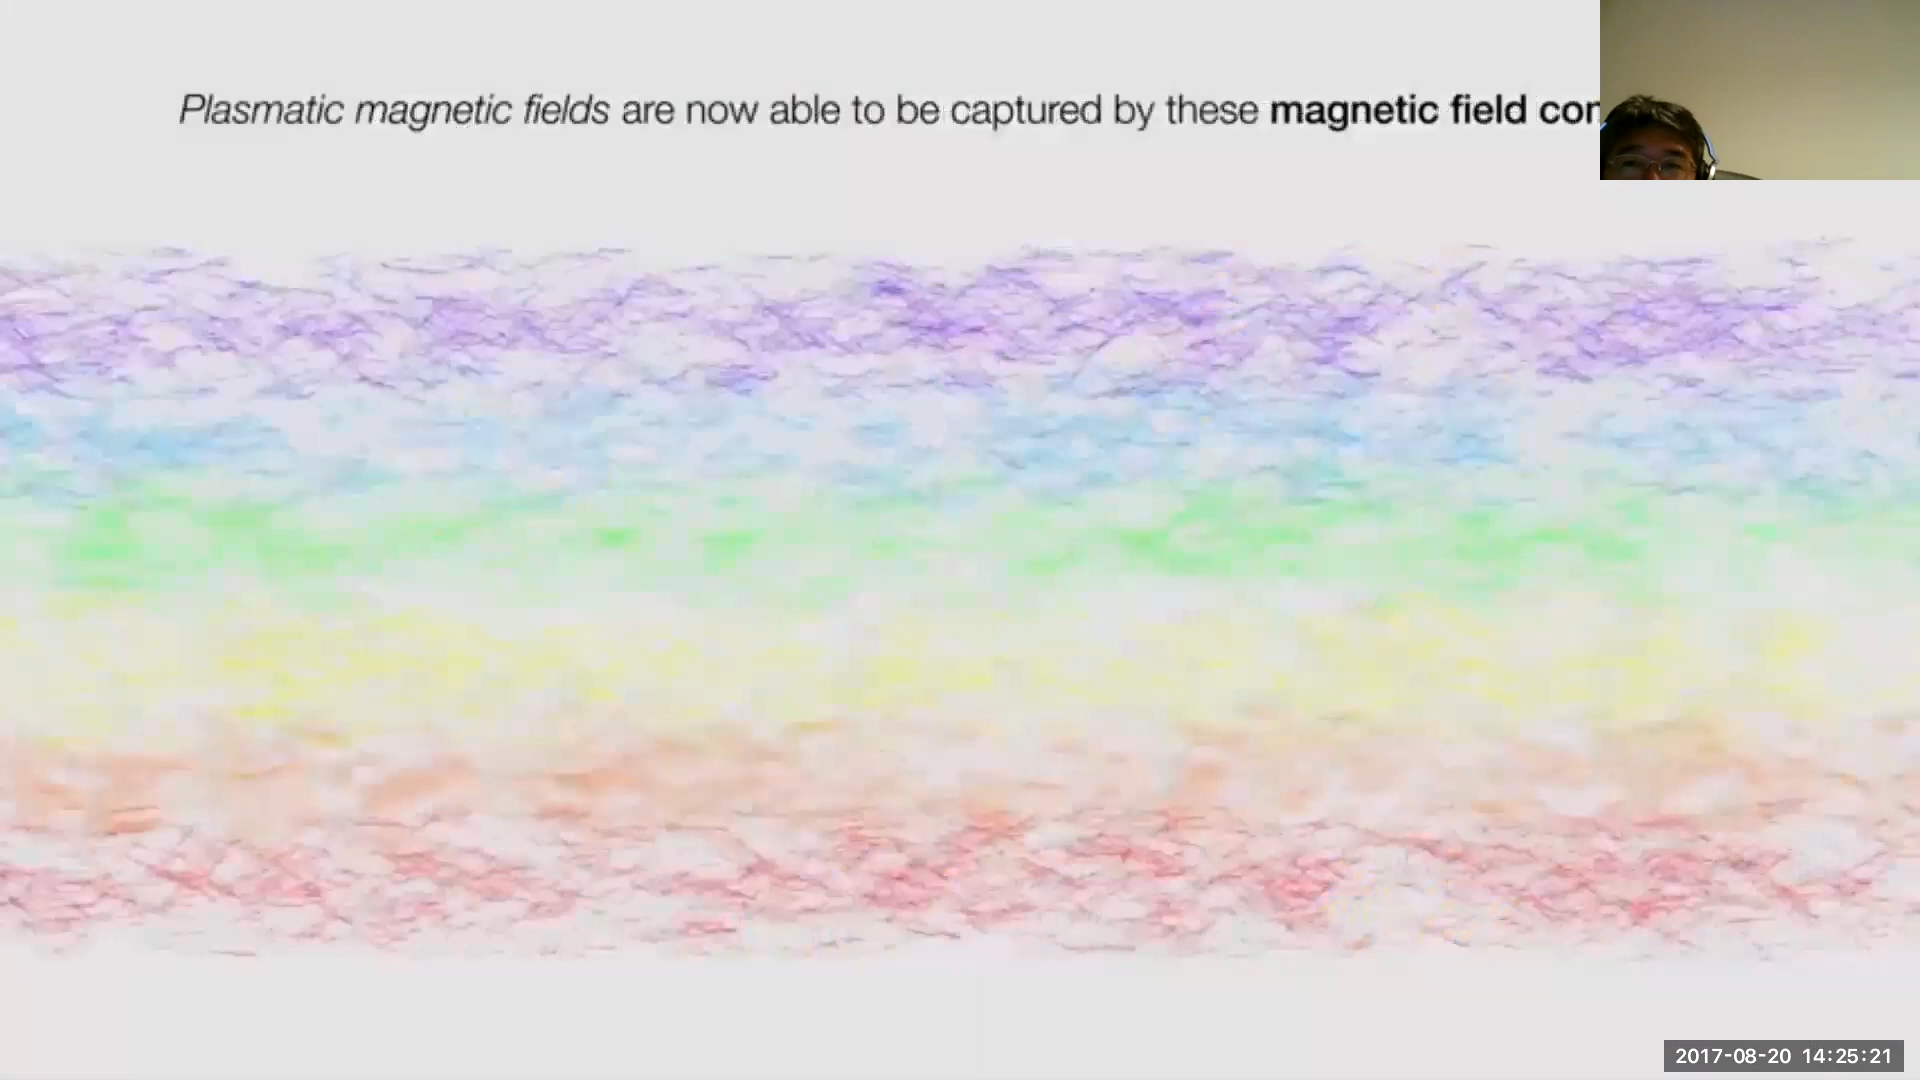 Plasmatic magnetic fields are now able to be captured by these magnetic field
2017-08-20 14:25:21